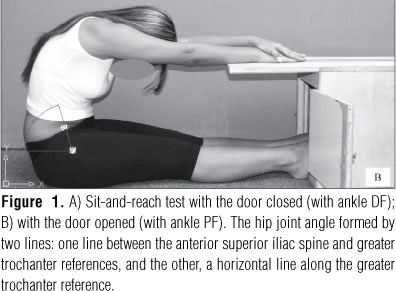 Y
X
B
Figure 1. A) Sit-and-reach test with the door closed (with ankle DF);
B) with the door opened (with ankle PF). The hip joint angle formed by
two lines: one line between the anterior superior iliac spine and greater
trochanter references, and the other, a horizontal line along the greater
trochanter reference.